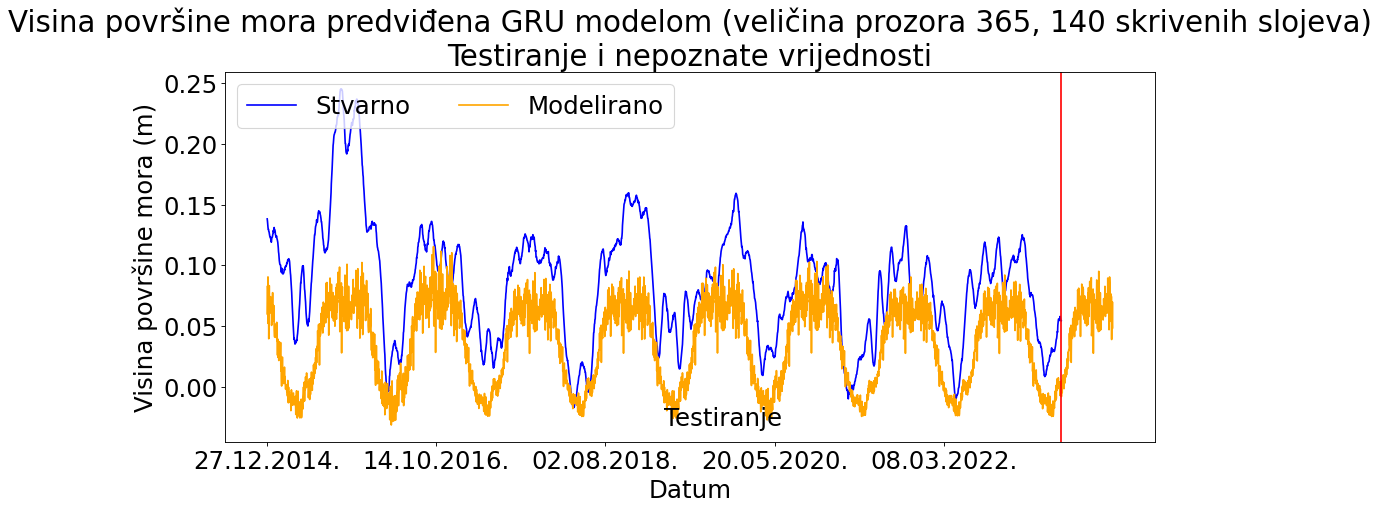 Visina površine mora predviđena GRU modelom (veličina prozora 365, 140 skrivenih slojeva)
Testiranje i nepoznate vrijednosti
Stvarno Modelirano
Visina površine mora (m)
0.25
0.20
0.15
0.10
0.05
0.00
Testiranje
27.12.2014. 14.10.2016. 02.08.2018. 20.05.2020. 08.03.2022.
Datum